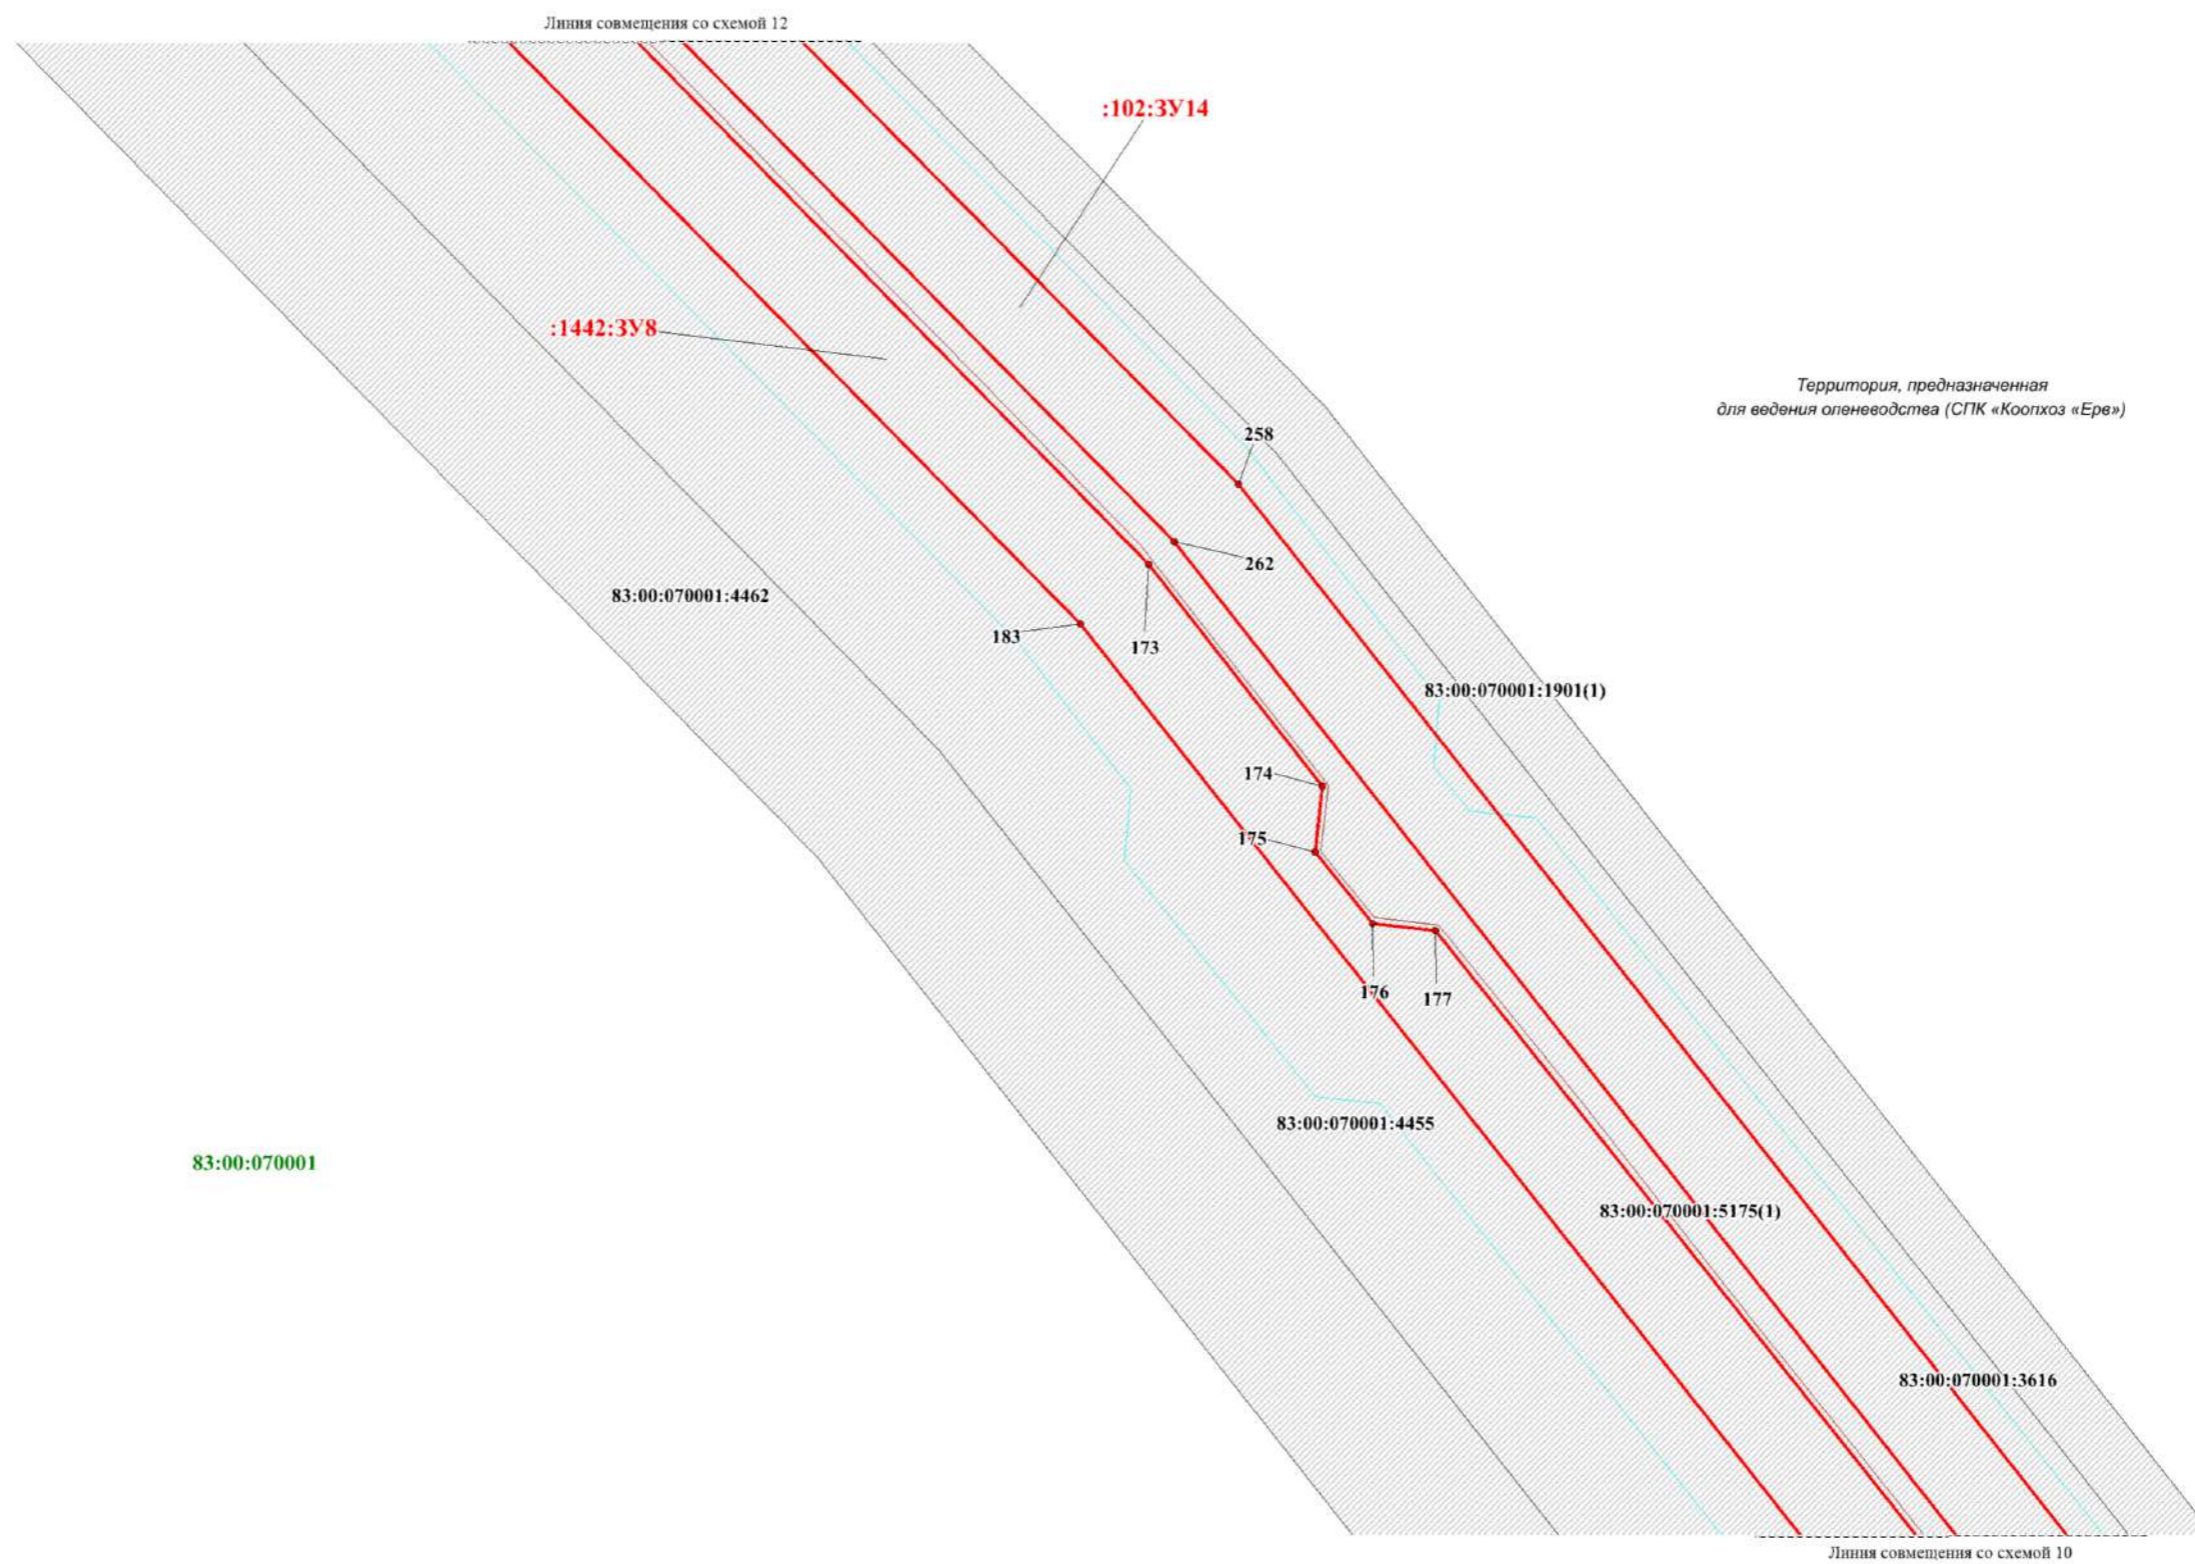 Линия совмещения со схемой 12
:102:ЗУ14
:1442:ЗУ8
Территория, предназначенная
для ведения оленеводства (СПК «Коопхоз «Ерв»)
258
262
83:00:070001:4462
183
173
83:00:070001:1901(1)
174
175
176
177
83:00:070001:4455
83:00:070001
83:00:070001:5175(1)
83:00:070001:3616
Линия совмещения со схемой 10